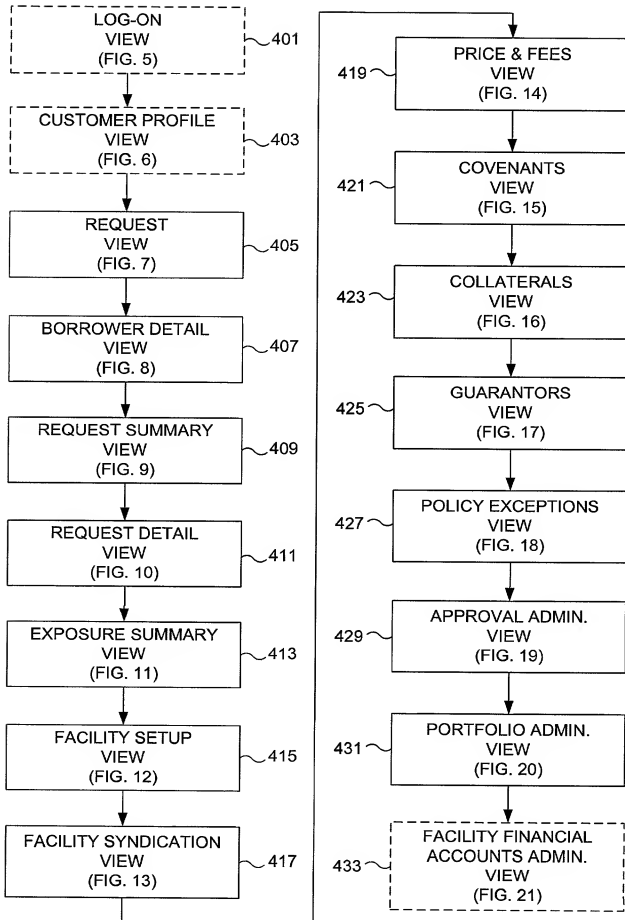 LOG-ON
VIEW
(FIG. 5)
401
CUSTOMER PROFILE
VIEW
(FIG. 6)
403
REQUEST
VIEW
(FIG. 7)
405
BORROWER DETAIL
VIEW
(FIG. 8)
407
REQUEST SUMMARY
VIEW
(FIG. 9)
409
REQUEST DETAIL
VIEW
(FIG. 10)
411
EXPOSURE SUMMARY
VIEW
(FIG. 11)
413
FACILITY SETUP
VIEW
(FIG. 12)
415
FACILITY SYNDICATION
VIEW
(FIG. 13)
417
PRICE & FEES
VIEW
(FIG. 14)
419
COVENANTS
VIEW
(FIG. 15)
421
COLLATERALS
VIEW
(FIG. 16)
423
GUARANTORS
VIEW
(FIG. 17)
425
POLICY EXCEPTIONS
VIEW
(FIG. 18)
427
APPROVAL ADMIN.
VIEW
(FIG. 19)
429
PORTFOLIO ADMIN.
VIEW
(FIG. 20)
431
FACILITY FINANCIAL
ACCOUNTS ADMIN.
VIEW
(FIG. 21)
433